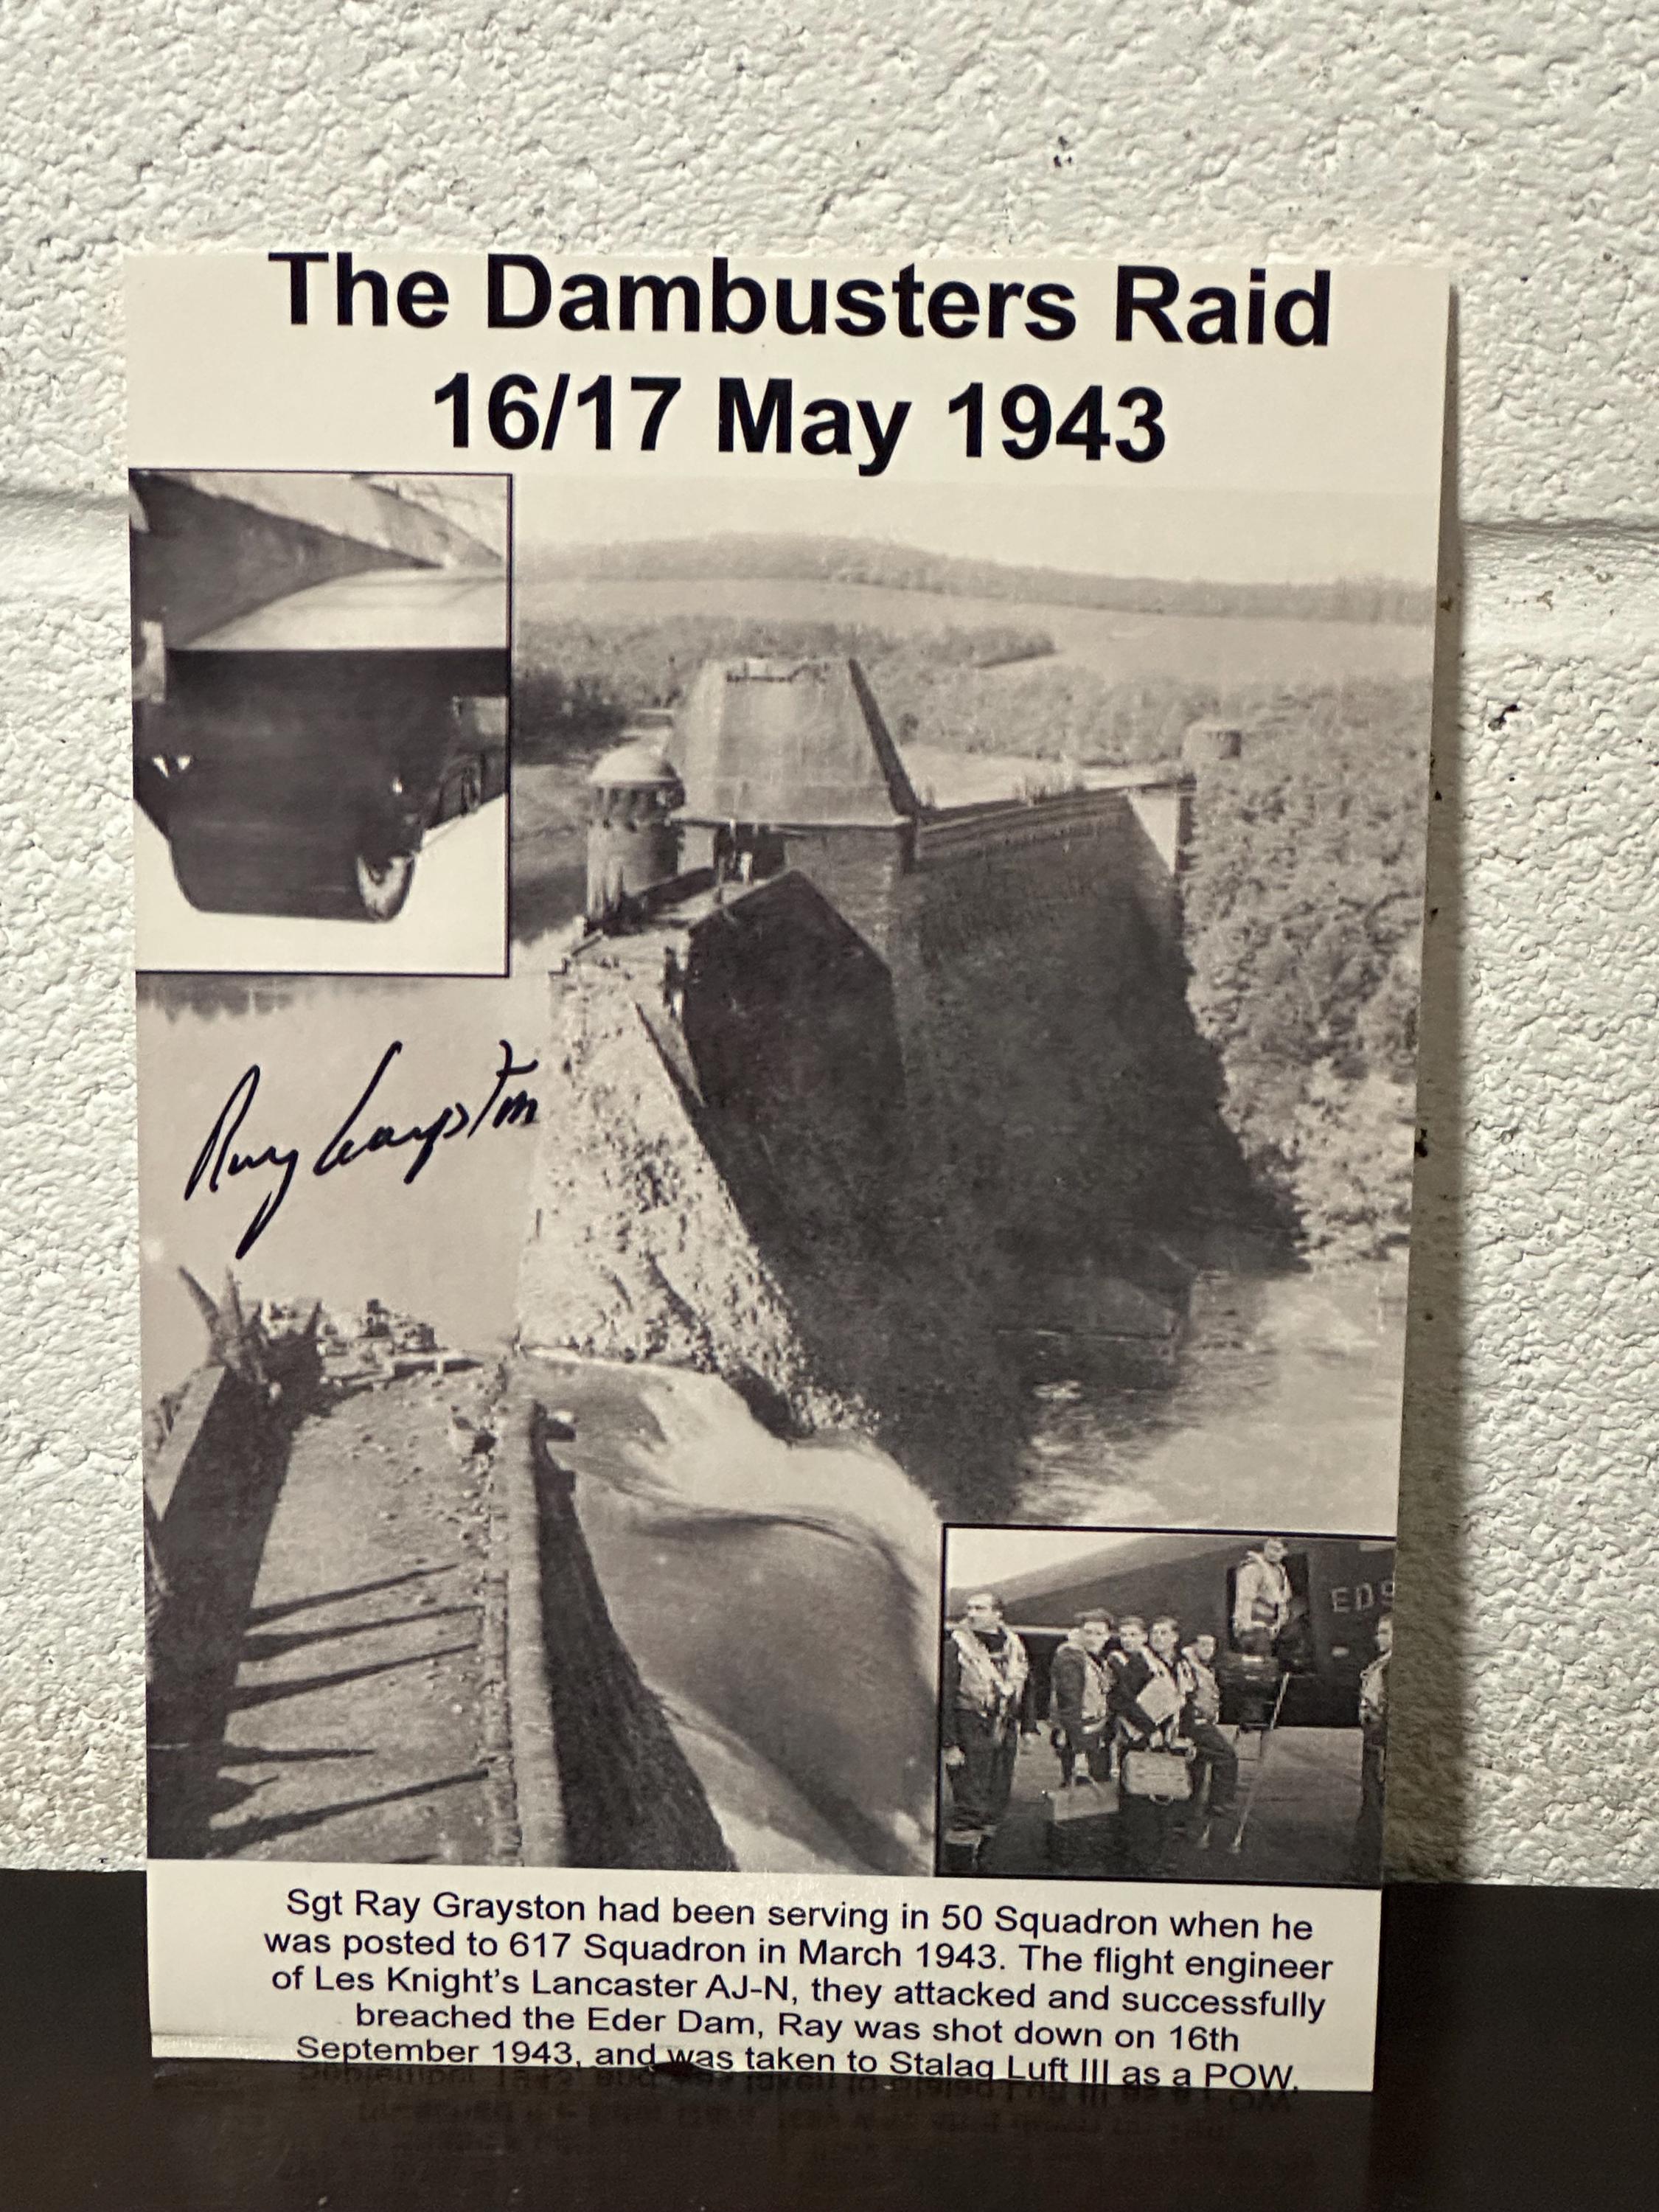 The Dambusters Raid
16/17 May 1943
Ray Grayston
ED9
Sgt Ray Grayston had been serving in 50 Squadron when he
was posted to 617 Squadron in March 1943. The flight engineer
of Les Knight's Lancaster AJ-N, they attacked and successfully
breached the Eder Dam, Ray was shot down on 16th
September 1943, and was taken to Stalag Luft III as a POW.